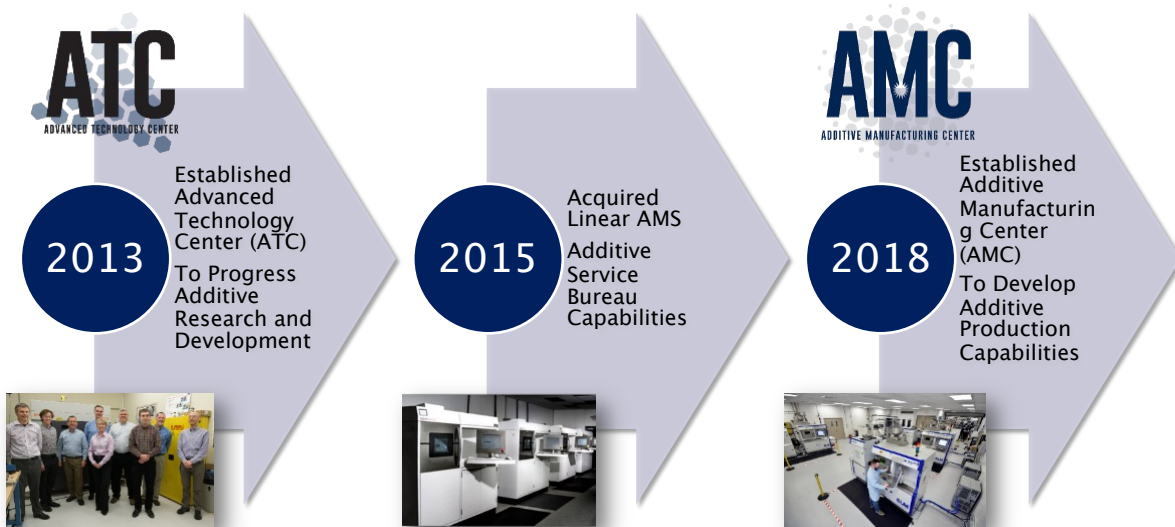 ATC
ADVANCED TECHNOLOGY CENTER
2013
Established
Advanced
Technology
Center (ATC)
To Progress
Additive
Research and
Development
2015
Acquired
Linear AMS
Additive
Service
Bureau
Capabilities
AMC
ADDITIVE MANUFACTURING CENTER
2018
Established
Additive
Manufacturin
g Center
(AMC)
To Develop
Additive
Production
Capabilities